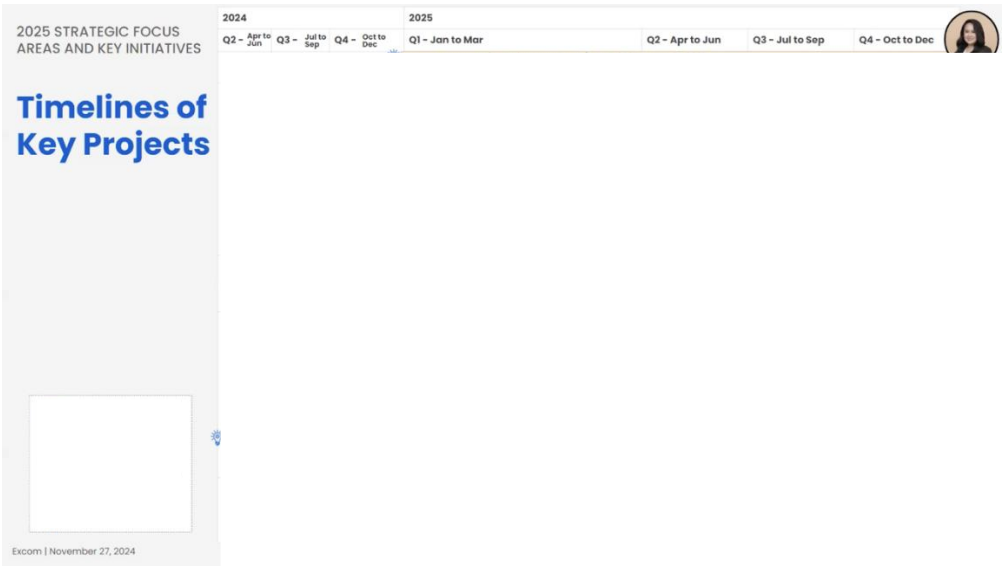 2025 STRATEGIC FOCUS
AREAS AND KEY INITIATIVES
Timelines of
Key Projects
2024
2025
Q2 - Apr to Jun
Q3 - Jul to Sep
Q4 - Oct to Dec
Q1 - Jan to Mar
Q2 - Apr to Jun
Q3 - Jul to Sep
Q4 - Oct to Dec
Excom | November 27, 2024